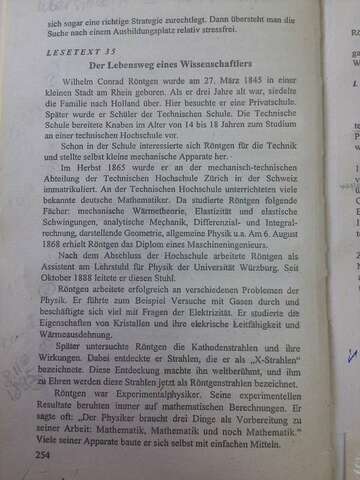 sich sogar eine richtige Strategie zurechtlegt. Dann übersteht man die
Suche nach einem Ausbildungsplatz relativ stressfrei.
LESETEXT 35
Der Lebensweg eines Wissenschaftlers
Wilhelm Conrad Röntgen wurde am 27. März 1845 in einer
kleinen Stadt am Rhein geboren. Als er drei Jahre alt war, siedelte
die Familie nach Holland über. Hier besuchte er eine Privatschule.
Später wurde er Schüler der Technischen Schule. Die Technische
Schule bereitete Knaben im Alter von 14 bis 18 Jahren zum Studium
an einer technischen Hochschule vor.
Schon in der Schule interessierte sich Röntgen für die Technik
und stellte selbst kleine mechanische Apparate her.
Im Herbst 1865 wurde er an der mechanisch-technischen
Abteilung der Technischen Hochschule Zürich in der Schweiz
immatrikuliert. An der Technischen Hochschule unterrichteten viele
bekannte deutsche Mathematiker. Da studierte Röntgen folgende
Fächer: mechanische Wärmetheorie, Elastizität und elastische
Schwingungen, analytische Mechanik, Differenzial- und Integral-
rechnung, darstellende Geometrie, allgemeine Physik u.a. Am 6. August
1868 erhielt Röntgen das Diplom eines Maschineningenieurs.
Nach dem Abschluss der Hochschule arbeitete Röntgen als
Assistent am Lehrstuhl für Physik der Universität Würzburg. Seit
Oktober 1888 leitete er diesen Stuhl.
Röntgen arbeitete erfolgreich an verschiedenen Problemen der
Physik. Er führte zum Beispiel Versuche mit Gasen durch und
beschäftigte sich viel mit Fragen der Elektrizität. Er studierte die
Eigenschaften von Kristallen und ihre elekrische Leitfähigkeit und
Wärmeausdehnung.
Später untersuchte Röntgen die Kathodenstrahlen und ihre
Wirkungen. Dabei entdeckte er Strahlen, die er als „X-Strahlen"
bezeichnete. Diese Entdeckung machte ihn weltberühmt, und ihm
zu Ehren werden diese Strahlen jetzt als Röntgenstrahlen bezeichnet.
Röntgen war Experimentalphysiker. Seine experimentellen
Resultate beruhten immer auf mathematischen Berechnungen. Er
sagte oft: „Der Physiker braucht drei Dinge als Vorbereitung zu
seiner Arbeit: Mathematik, Mathematik und noch Mathematik."
Viele seiner Apparate baute er sich selbst mit einfachen Mitteln.
254